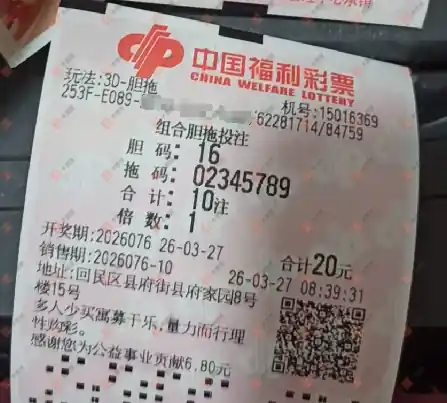 中国福利彩票
CHINA WELFARE LOTTERY
玩法:3D-胆拖
机号:15016369
253F-E089-
/62281714/84759
组合胆拖投注
胆 码: 16
拖 码: 02345789
合 计: 10注
倍 数: 1
开奖期:2026076 26-03-27
合计20元
销售期:2026076-10
26-03-27 08:39:31
地址:回民区县府街县府家园8号
楼15号
多人少买寓募于乐,量力而行理
性购彩。
感谢您为公益事业贡献6.80元